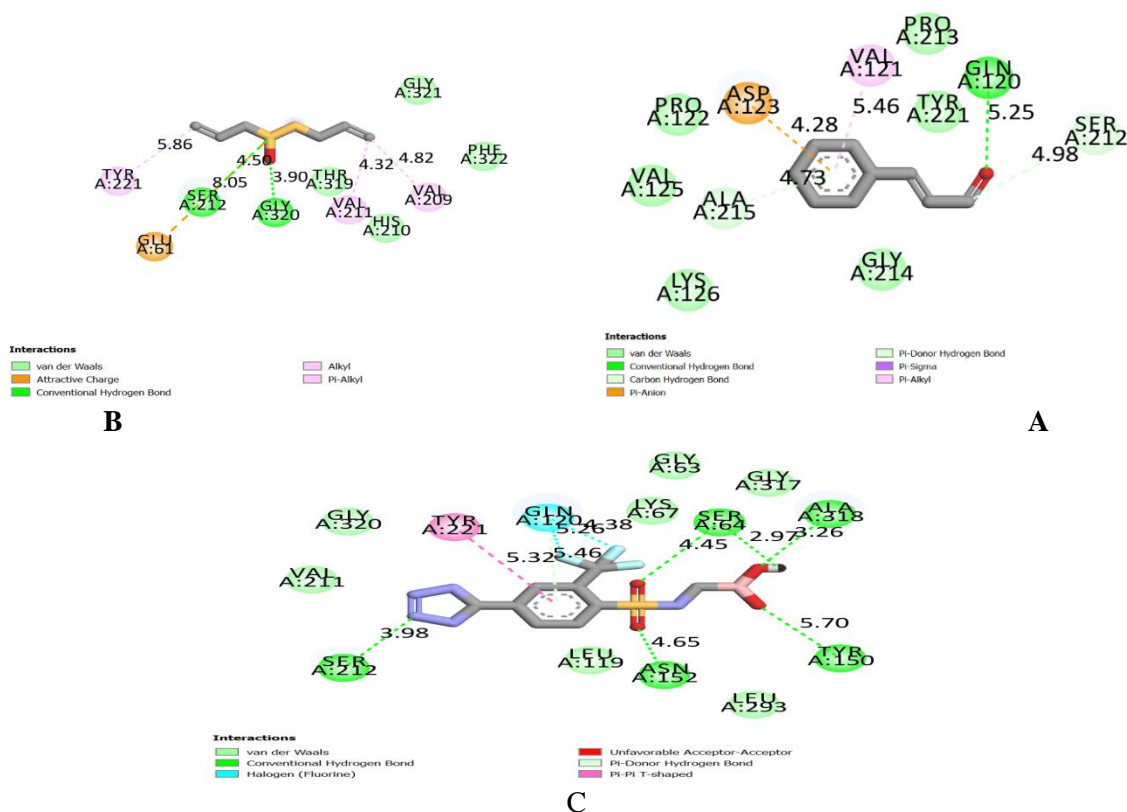 GLY
A:321
5.86
4.50
PHE
A:322
TYR
A:221
8.05
3.90
THR
A:319
4.32
4.82
SER
A:212
GLY
A:320
VAL
A:211
VAL
A:209
HIS
A:210
GLU
A:61
Interactions
van der Waals
Attractive Charge
Conventional Hydrogen Bond
Alkyl
Pi-Alkyl
B
PRO
A:213
VAL
A:121
GLN
A:120
ASP
A:123
PRO
A:122
5.46
TYR
A:221
5.25
SER
A:212
4.28
4.98
VAL
A:125
4.73
ALA
A:215
LYS
A:126
GLY
A:214
Interactions
van der Waals
Conventional Hydrogen Bond
Carbon Hydrogen Bond
Pi-Anion
Pi-Donor Hydrogen Bond
Pi-Sigma
Pi-Alkyl
A
GLY
A:63
GLY
A:317
LYS
A:67
GLN
A:120
SER
A:64
ALA
A:318
GLY
A:320
TYR
A:221
5.26
4.38
2.97
3.26
4.45
5.32
5.46
VAL
A:211
3.98
4.65
5.70
SER
A:212
LEU
A:119
ASN
A:152
TYR
A:150
LEU
A:293
Interactions
van der Waals
Conventional Hydrogen Bond
Halogen (Fluorine)
Unfavorable Acceptor-Acceptor
Pi-Donor Hydrogen Bond
Pi-Pi T-shaped
C